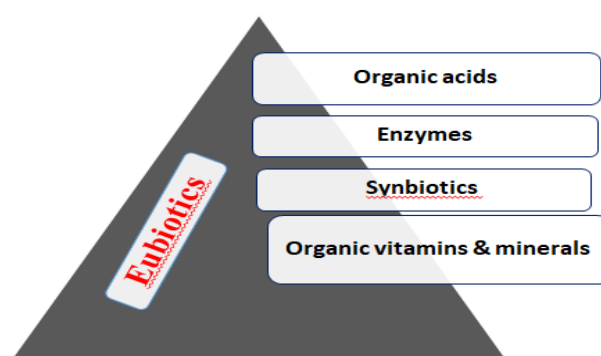 Organic acids
Enzymes
Synbiotics
Organic vitamins & minerals
Eubiotics